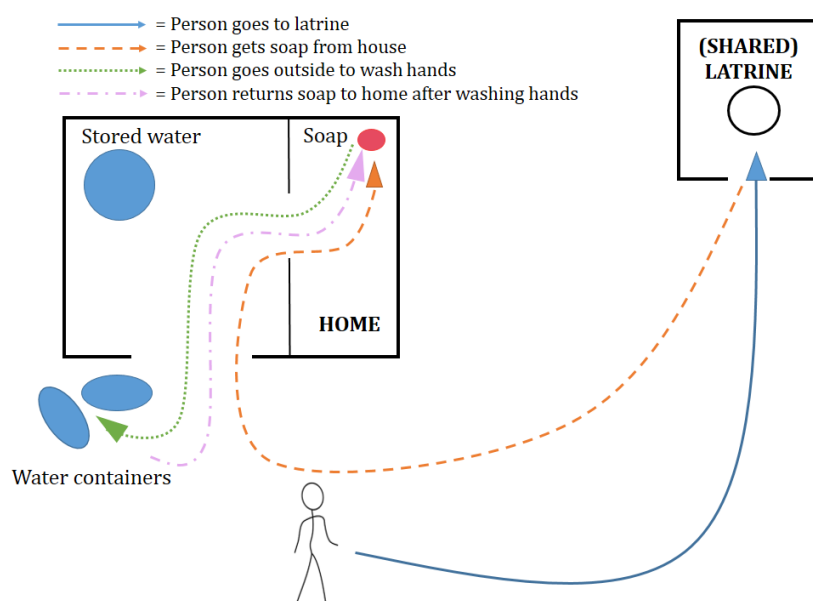 = Person goes to latrine
= Person gets soap from house
= Person goes outside to wash hands
= Person returns soap to home after washing hands
(SHARED)
LATRINE
Stored water
Soap
HOME
Water containers